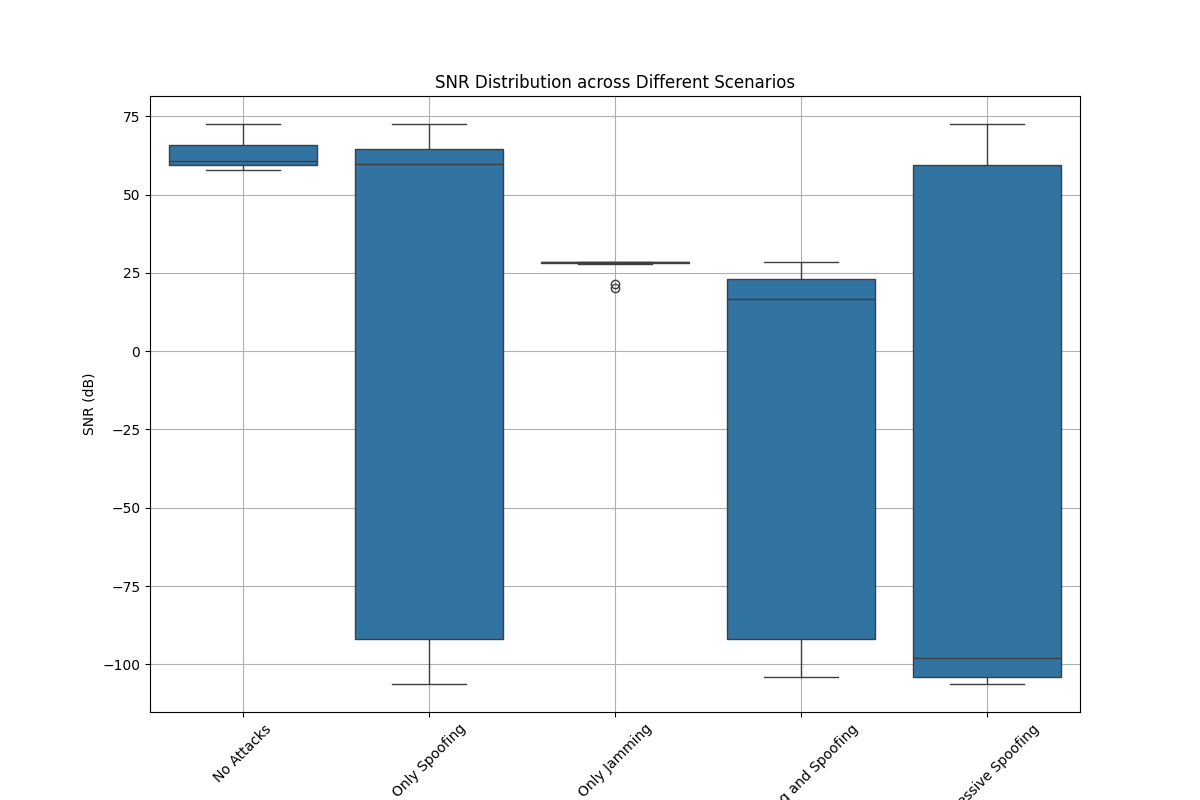 SNR Distribution across Different Scenarios
SNR (dB)
75
50
25
0
−25
−50
−75
−100
No Attacks
Only Spoofing
Only Jamming
and Spoofing
Spoofing